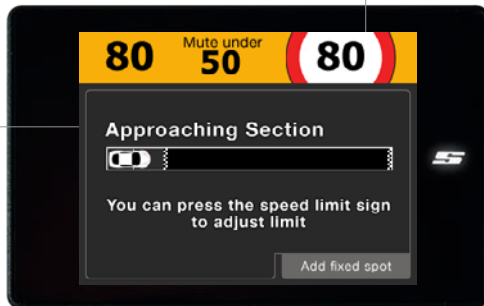 80
Mute under
50
80
Approaching Section
You can press the speed limit sign
to adjust limit
Add fixed spot